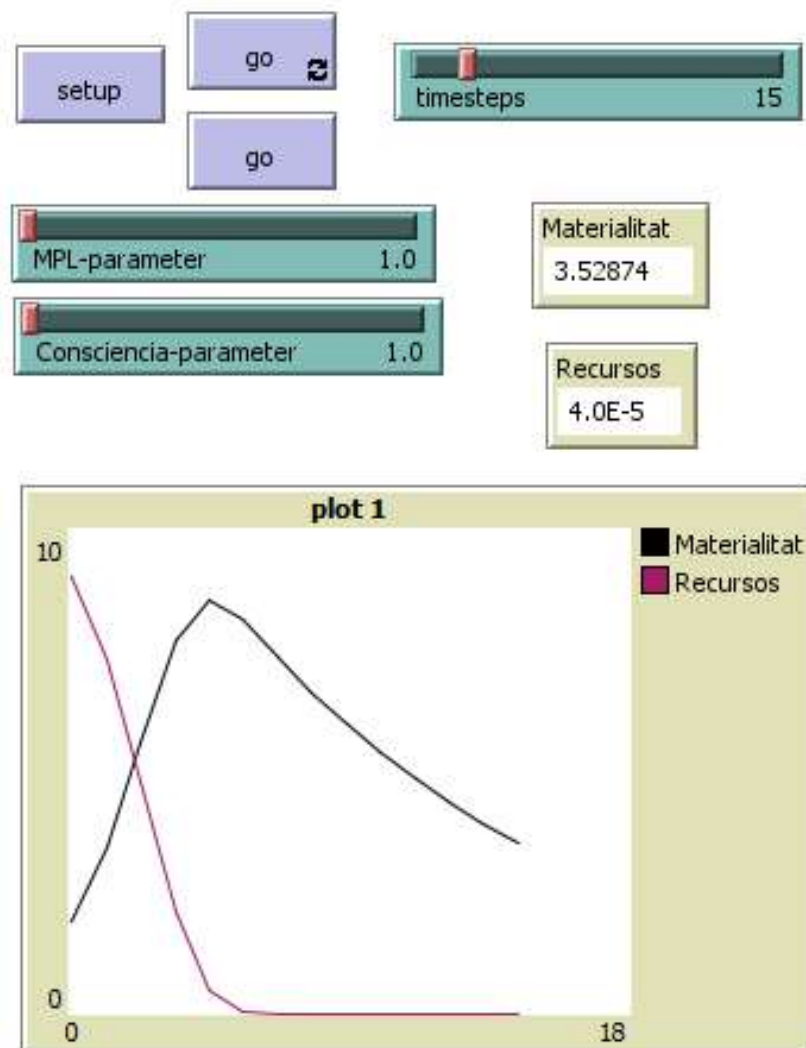 setup
go
go
timesteps 15
MPL-parameter 1.0
Consciencia-parameter 1.0
Materialitat
3.52874
Recursos
4.0E-5
plot 1
10
0
0 18
Materialitat
Recursos